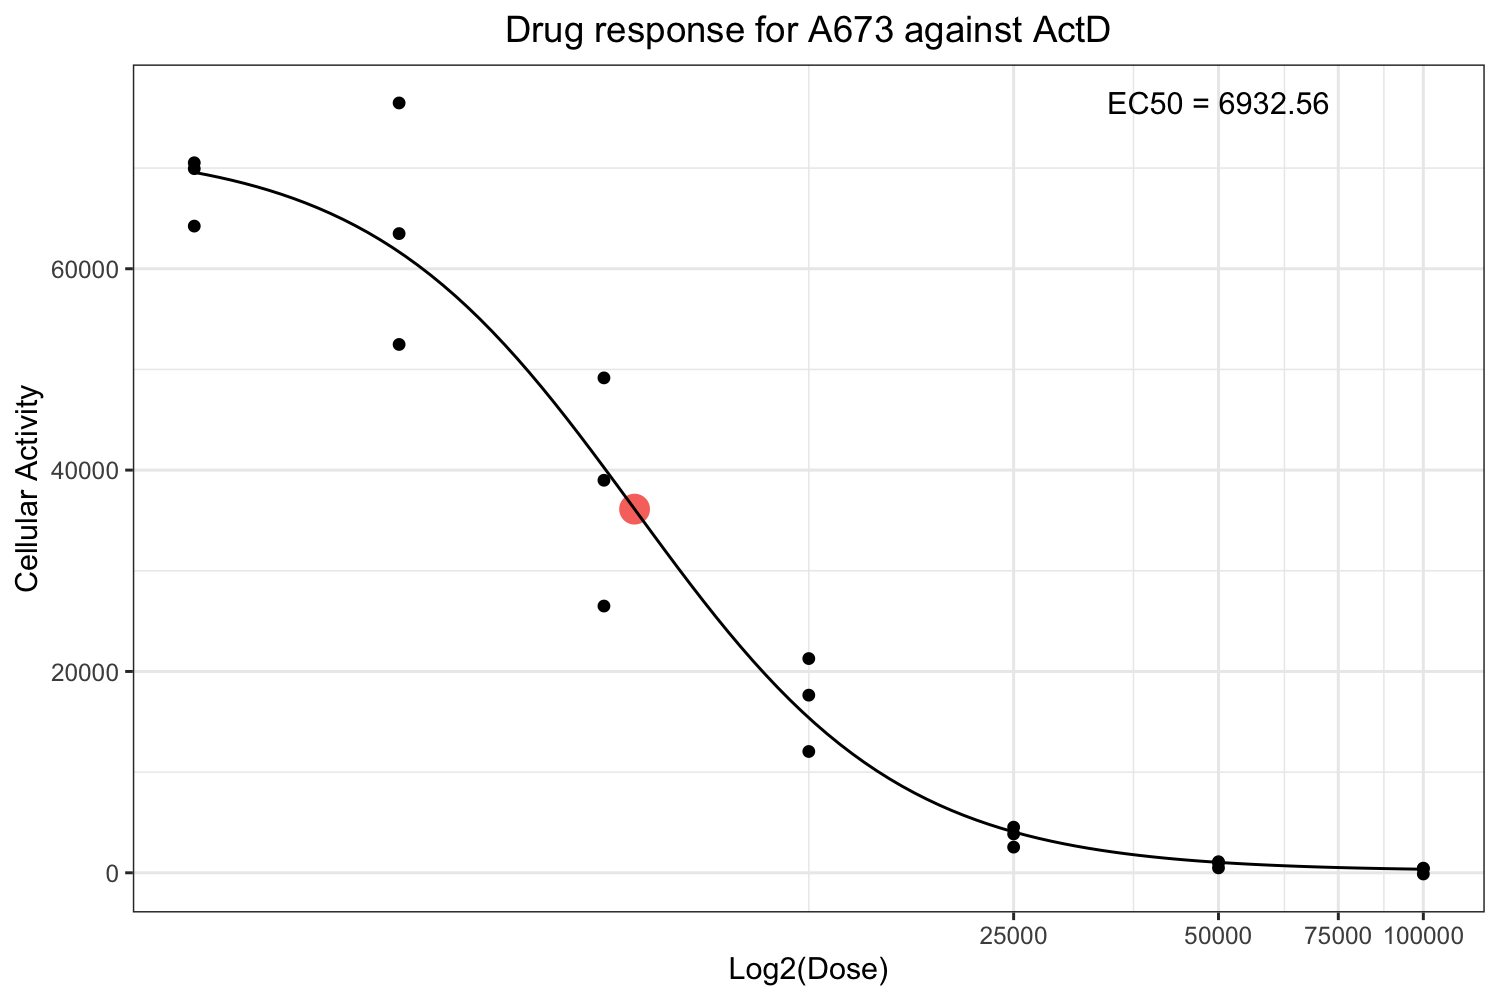 Drug response for A673 against ActD
EC50 = 6932.56
60000
40000
20000
0
Cellular Activity
25000 50000 75000 100000
Log2(Dose)